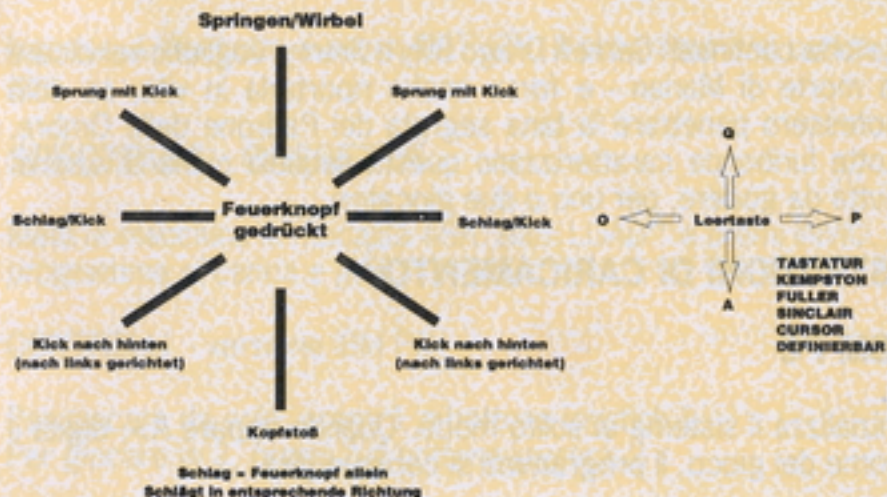 Springen/Wirbel
Sprung mit Kick
Sprung mit Kick
Schlag/Kick
Feuerknopf
gedrückt
Schlag/Kick
Kick nach hinten
(nach links gerichtet)
Kick nach hinten
(nach links gerichtet)
Kopfstoß
Schlag = Feuerknopf allein
Schlägt in entsprechende Richtung
Q
O
Leertaste
P
A
TASTATUR
KEMPSTON
FULLER
SINCLAIR
CURSOR
DEFINIERBAR